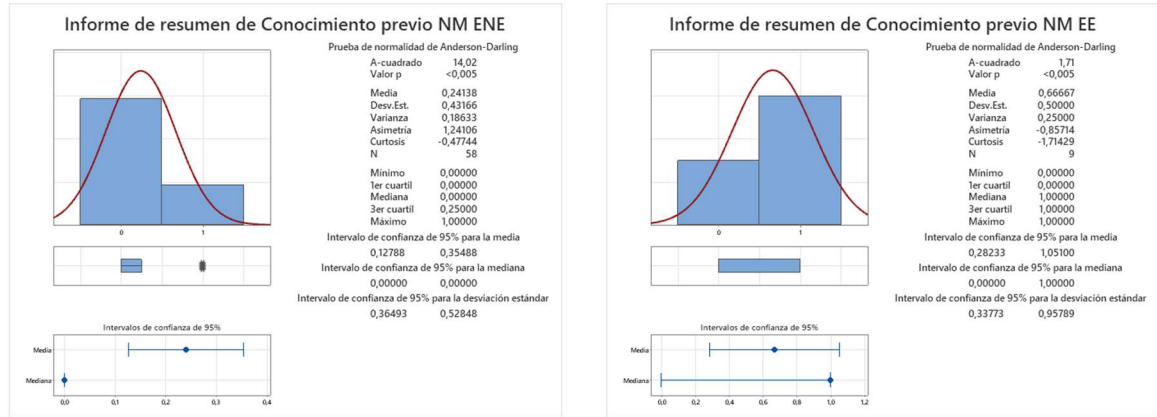 Informe de resumen de Conocimiento previo NM ENE
Prueba de normalidad de Anderson-Darling
A-cuadrado 14,02
Valor p <0,005
Media 0,24138
Desv.Est. 0,43166
Varianza 0,18633
Asimetría 1,24106
Curtosis -0,47744
N 58
Mínimo 0,00000
1er cuartil 0,00000
Mediana 0,00000
3er cuartil 0,25000
Máximo 1,00000
Intervalo de confianza de 95% para la media
0,12788 0,35488
Intervalo de confianza de 95% para la mediana
0,00000 0,00000
Intervalo de confianza de 95% para la desviación estándar
0,36493 0,52848
0 1
Intervalos de confianza de 95%
Media
Mediana
0,0 0,1 0,2 0,3 0,4
Informe de resumen de Conocimiento previo NM EE
Prueba de normalidad de Anderson-Darling
A-cuadrado 1,71
Valor p <0,005
Media 0,66667
Desv.Est. 0,50000
Varianza 0,25000
Asimetría -0,85714
Curtosis -1,71429
N 9
Mínimo 0,00000
1er cuartil 0,00000
Mediana 1,00000
3er cuartil 1,00000
Máximo 1,00000
Intervalo de confianza de 95% para la media
0,28233 1,05100
Intervalo de confianza de 95% para la mediana
0,00000 1,00000
Intervalo de confianza de 95% para la desviación estándar
0,33773 0,95789
0 1
Intervalos de confianza de 95%
Media
Mediana
0,0 0,2 0,4 0,6 0,8 1,0 1,2